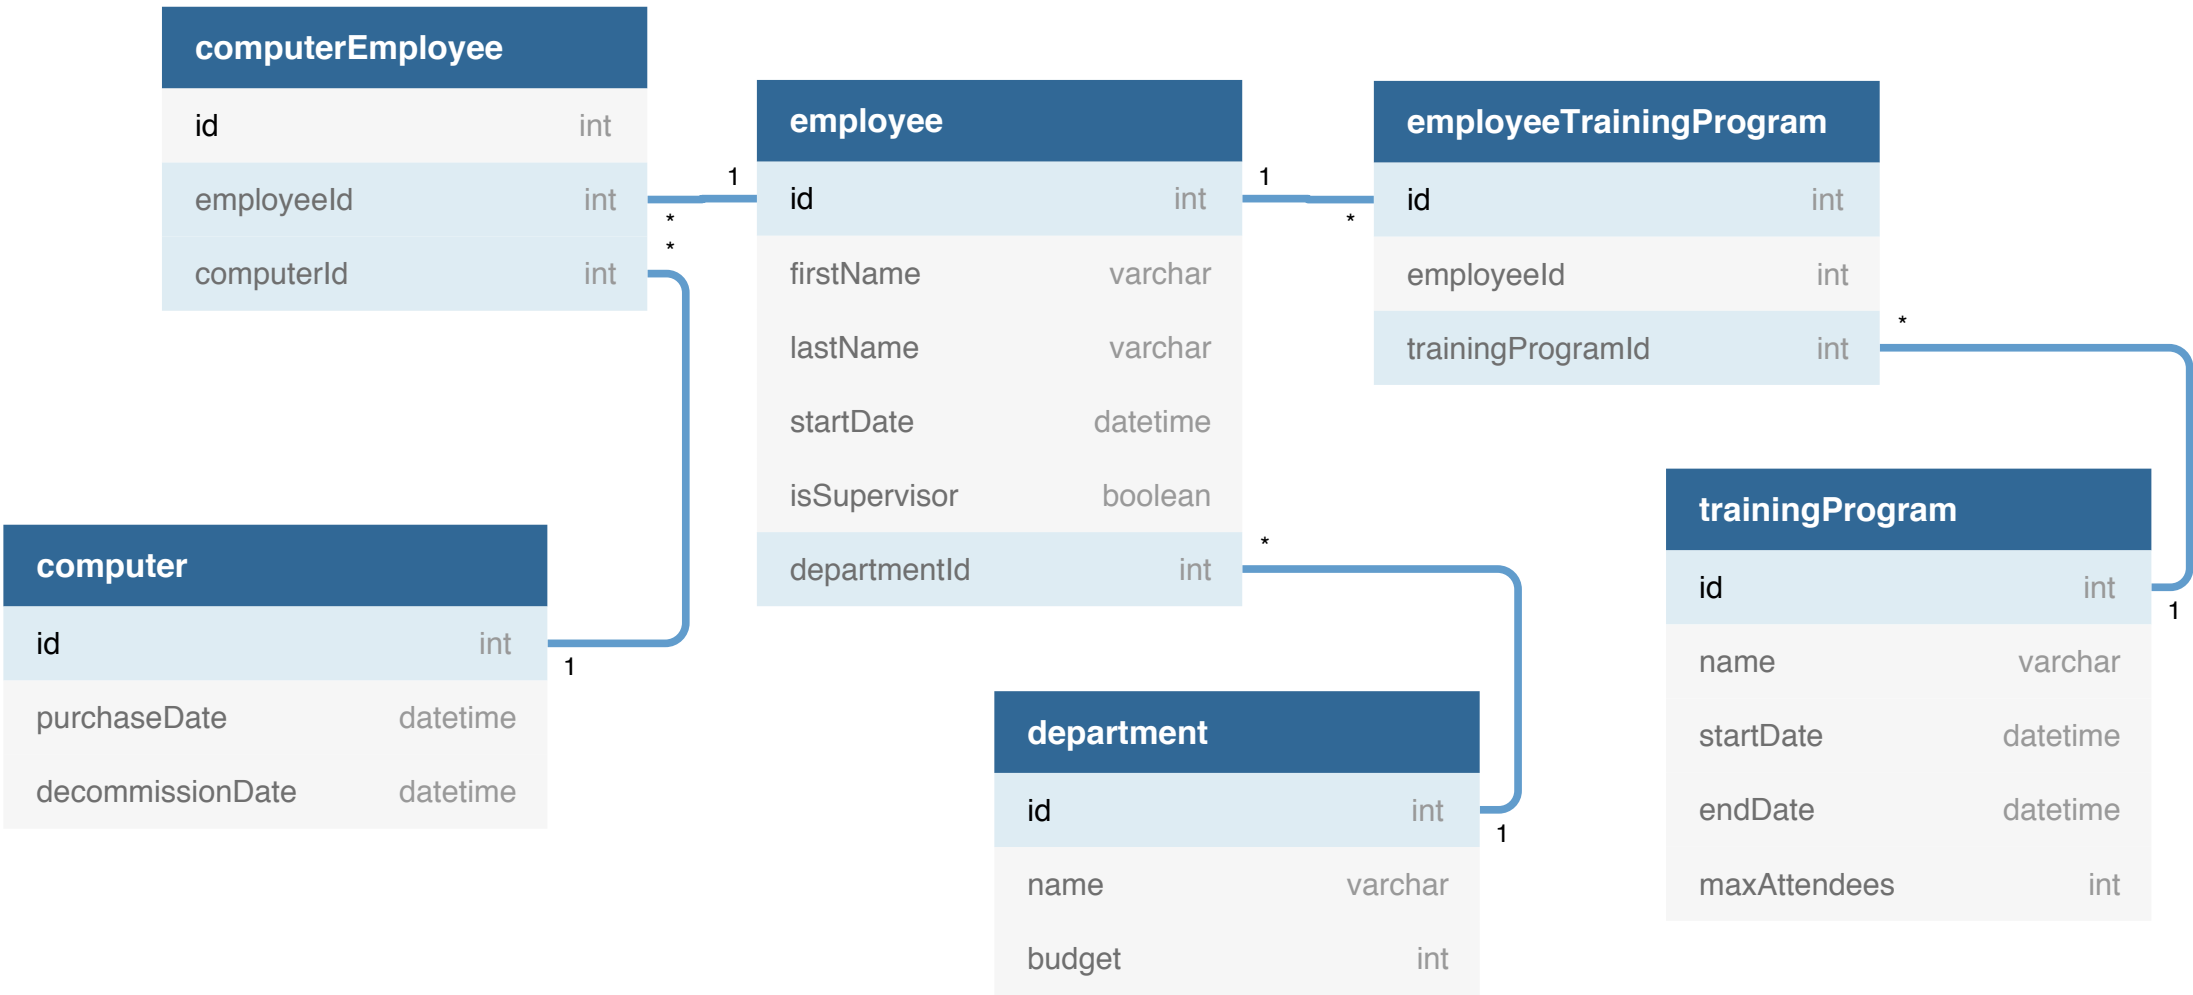 computerEmployee
id int
employeeId int
computerId int
1
*
*
employee
id int
firstName varchar
lastName varchar
startDate datetime
isSupervisor boolean
departmentId int
1
*
*
employeeTrainingProgram
id int
employeeId int
trainingProgramId int
*
computer
id int
purchaseDate datetime
decommissionDate datetime
1
department
id int
name varchar
budget int
1
trainingProgram
id int
name varchar
startDate datetime
endDate datetime
maxAttendees int
1